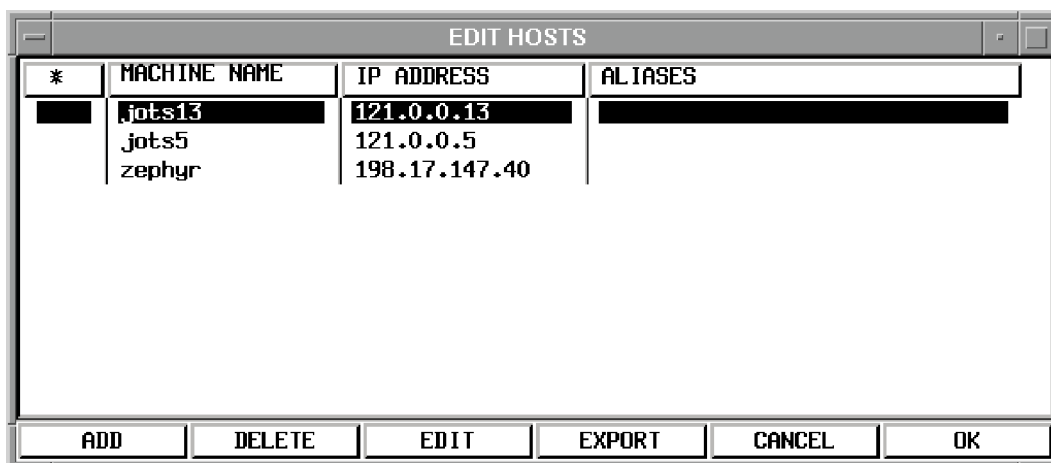 EDIT HOSTS
* MACHINE NAME IP ADDRESS ALIASES
jots13 121.0.0.13
jots5 121.0.0.5
zephyr 198.17.147.40
ADD DELETE EDIT EXPORT CANCEL OK